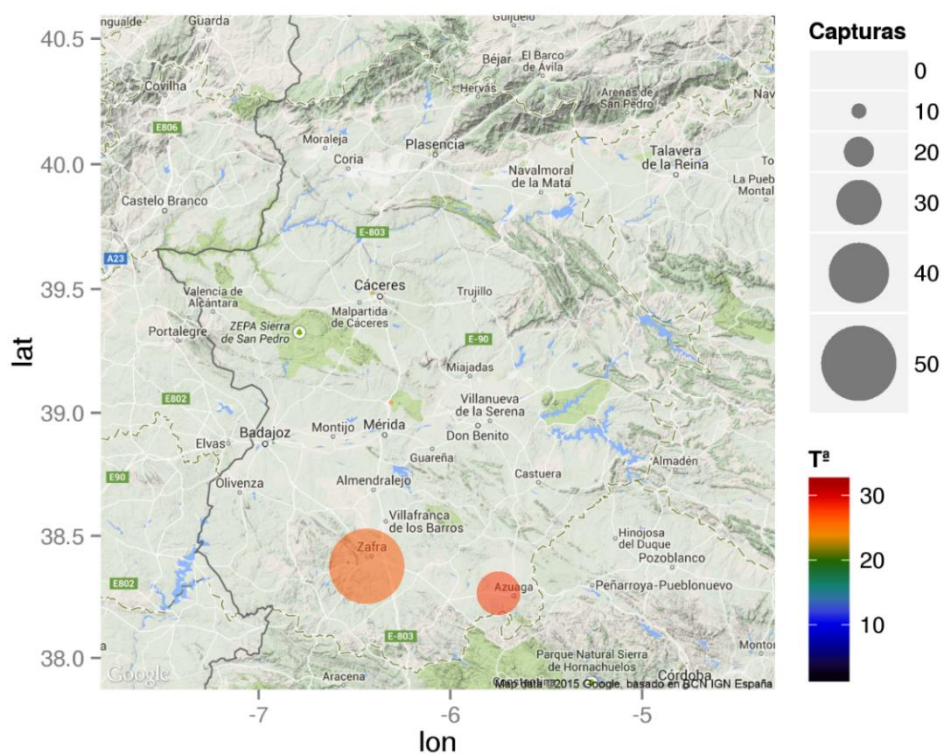 40.5
40.0
39.5
39.0
38.5
38.0
lat
-7
-6
-5
lon
Guarda
Guijuelo
Covilha
Béjar
El Barco
de Ávila
Hervás
Arenas de
San Pedro
E806
Moraleja
Plasencia
Coria
Talavera
de la Reina
Navalmoral
de la Mata
La Pueb
Montal
Castelo Branco
E-803
A23
Valencia de
Alcántara
Cáceres
Trujillo
Malpartida
de Cáceres
Portalegre
ZEPA Sierra
de San Pedro
E-90
Miajadas
E802
Villanueva
de la Serena
Badajoz
Montijo
Mérida
Don Benito
Elvas
Guareña
Almadén
E90
Olivenza
Almendralejo
Castuera
Villafranca
de los Barros
Hinojosa
del Duque
Zafra
Pozoblanco
E802
Azuaga
Peñarroya-Pueblonuevo
E-803
Parque Natural Sierra
de Hornachuelos
Google
Aracena
Córdoba
Map data ©2015 Google, basado en BCN IGN España
Capturas
0
10
20
30
40
50
Tª
30
20
10